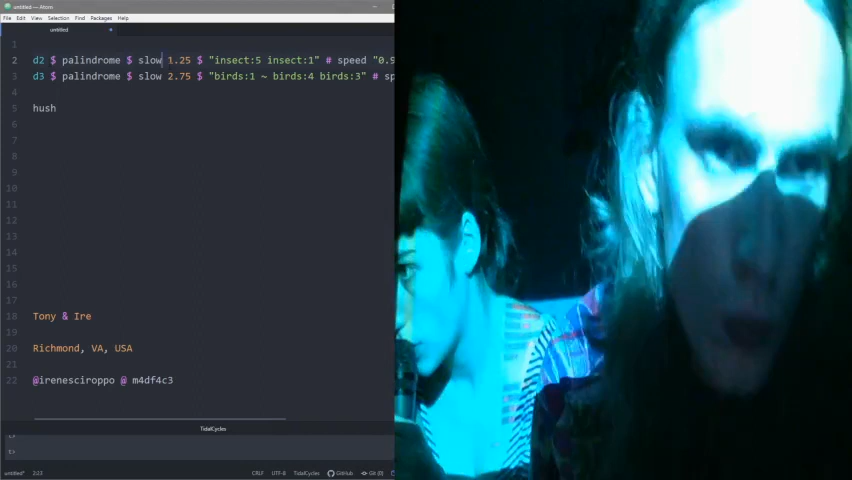 untitled — Atom
File Edit View Selection Find Packages Help
untitled
1
2 d2 $ palindrome $ slow 1.25 $ "insect:5 insect:1" # speed "0.9
3 d3 $ palindrome $ slow 2.75 $ "birds:1 ~ birds:4 birds:3" # sp
4
5 hush
6
7
8
9
10
11
12
13
14
15
16
17
18 Tony & Ire
19
20 Richmond, VA, USA
21
22 @irenesciroppo @ m4df4c3
TidalCycles
t>
t>
untitled* 2:23 CRLF UTF-8 TidalCycles GitHub Git (0)